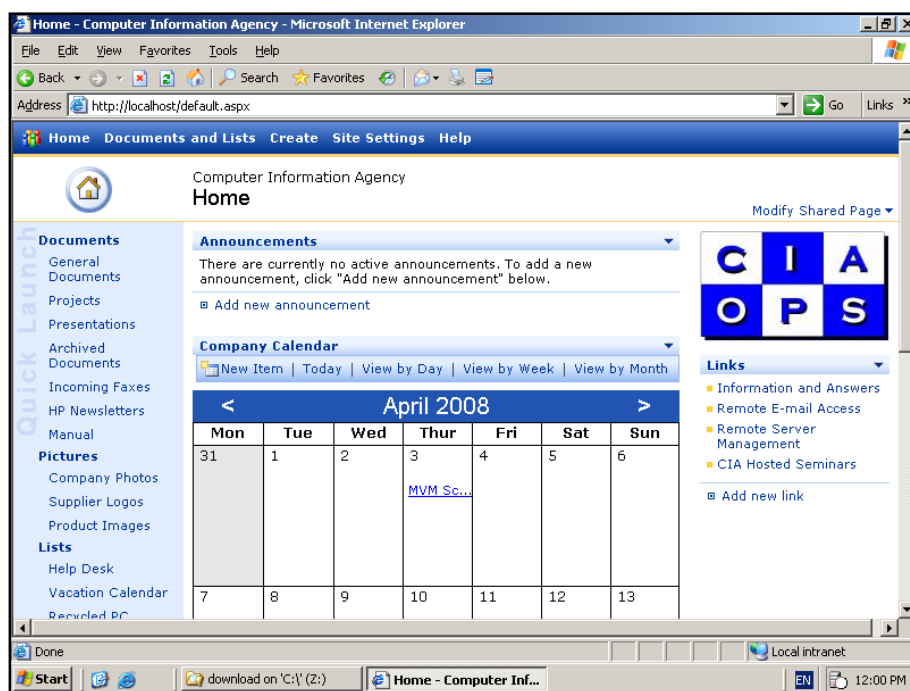 Home - Computer Information Agency - Microsoft Internet Explorer
File Edit View Favorites Tools Help
Back Search Favorites
Address http://localhost/default.aspx Go Links »
Home Documents and Lists Create Site Settings Help
Computer Information Agency
Home
Modify Shared Page
Quick Launch
Documents
General
Documents
Projects
Presentations
Archived
Documents
Incoming Faxes
HP Newsletters
Manual
Pictures
Company Photos
Supplier Logos
Product Images
Lists
Help Desk
Vacation Calendar
Recycled PC
Announcements
There are currently no active announcements. To add a new
announcement, click "Add new announcement" below.
Add new announcement
Company Calendar
New Item | Today | View by Day | View by Week | View by Month
< April 2008 >
Mon Tue Wed Thur Fri Sat Sun
31 1 2 3 4 5 6
MVM Sc...
7 8 9 10 11 12 13
C I A
O P S
Links
Information and Answers
Remote E-mail Access
Remote Server
Management
CIA Hosted Seminars
Add new link
Done Local intranet
Start download on 'C:\' (Z:) Home - Computer Inf... EN 12:00 PM